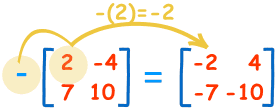 -(2)=-2
- [ 2 -4 ] = [ -2 4 ]
[ 7 10 ] [ -7 -10 ]